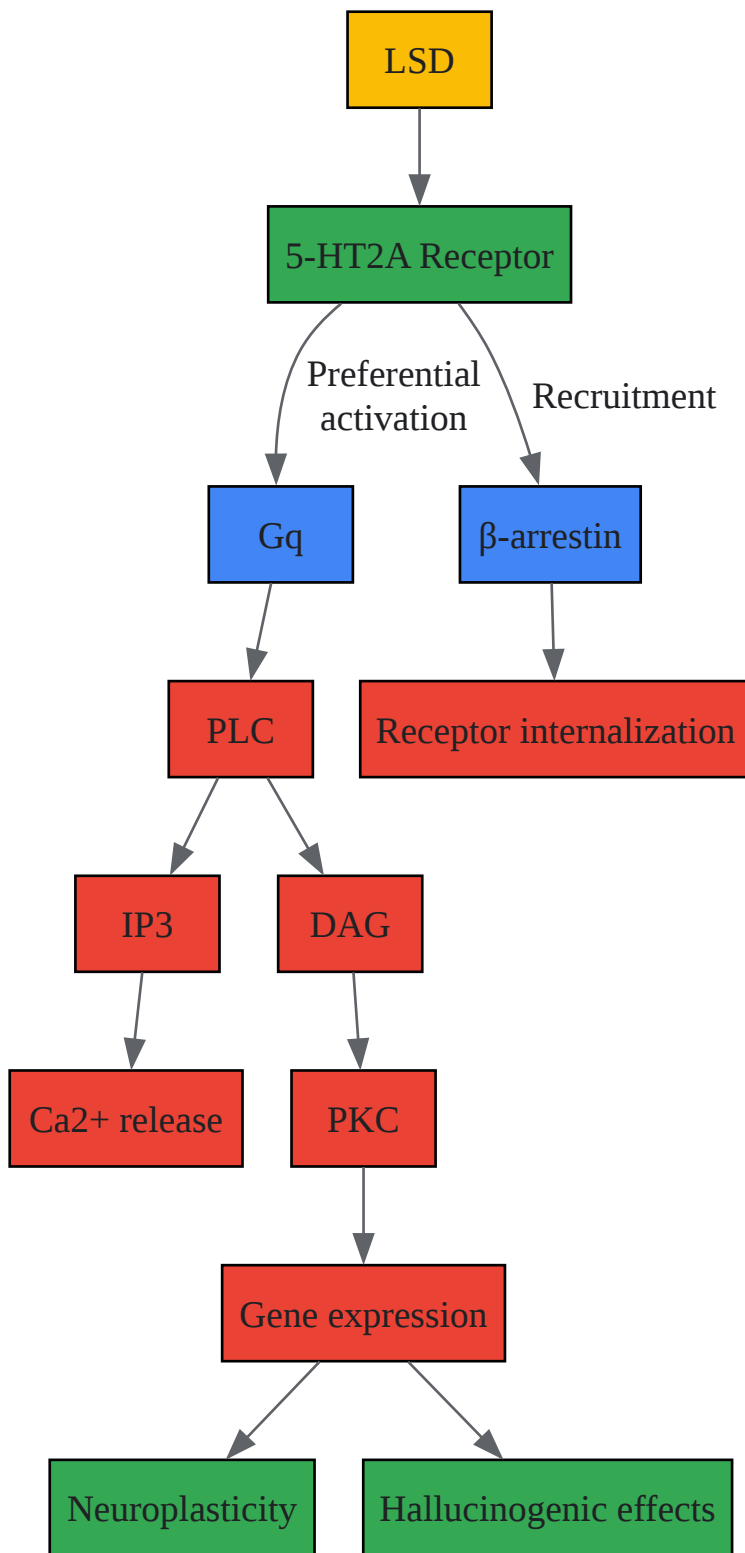 LSD
5-HT2A Receptor
Preferential
activation
Recruitment
Gq
β-arrestin
PLC
Receptor internalization
IP3
DAG
Ca2+ release
PKC
Gene expression
Neuroplasticity
Hallucinogenic effects